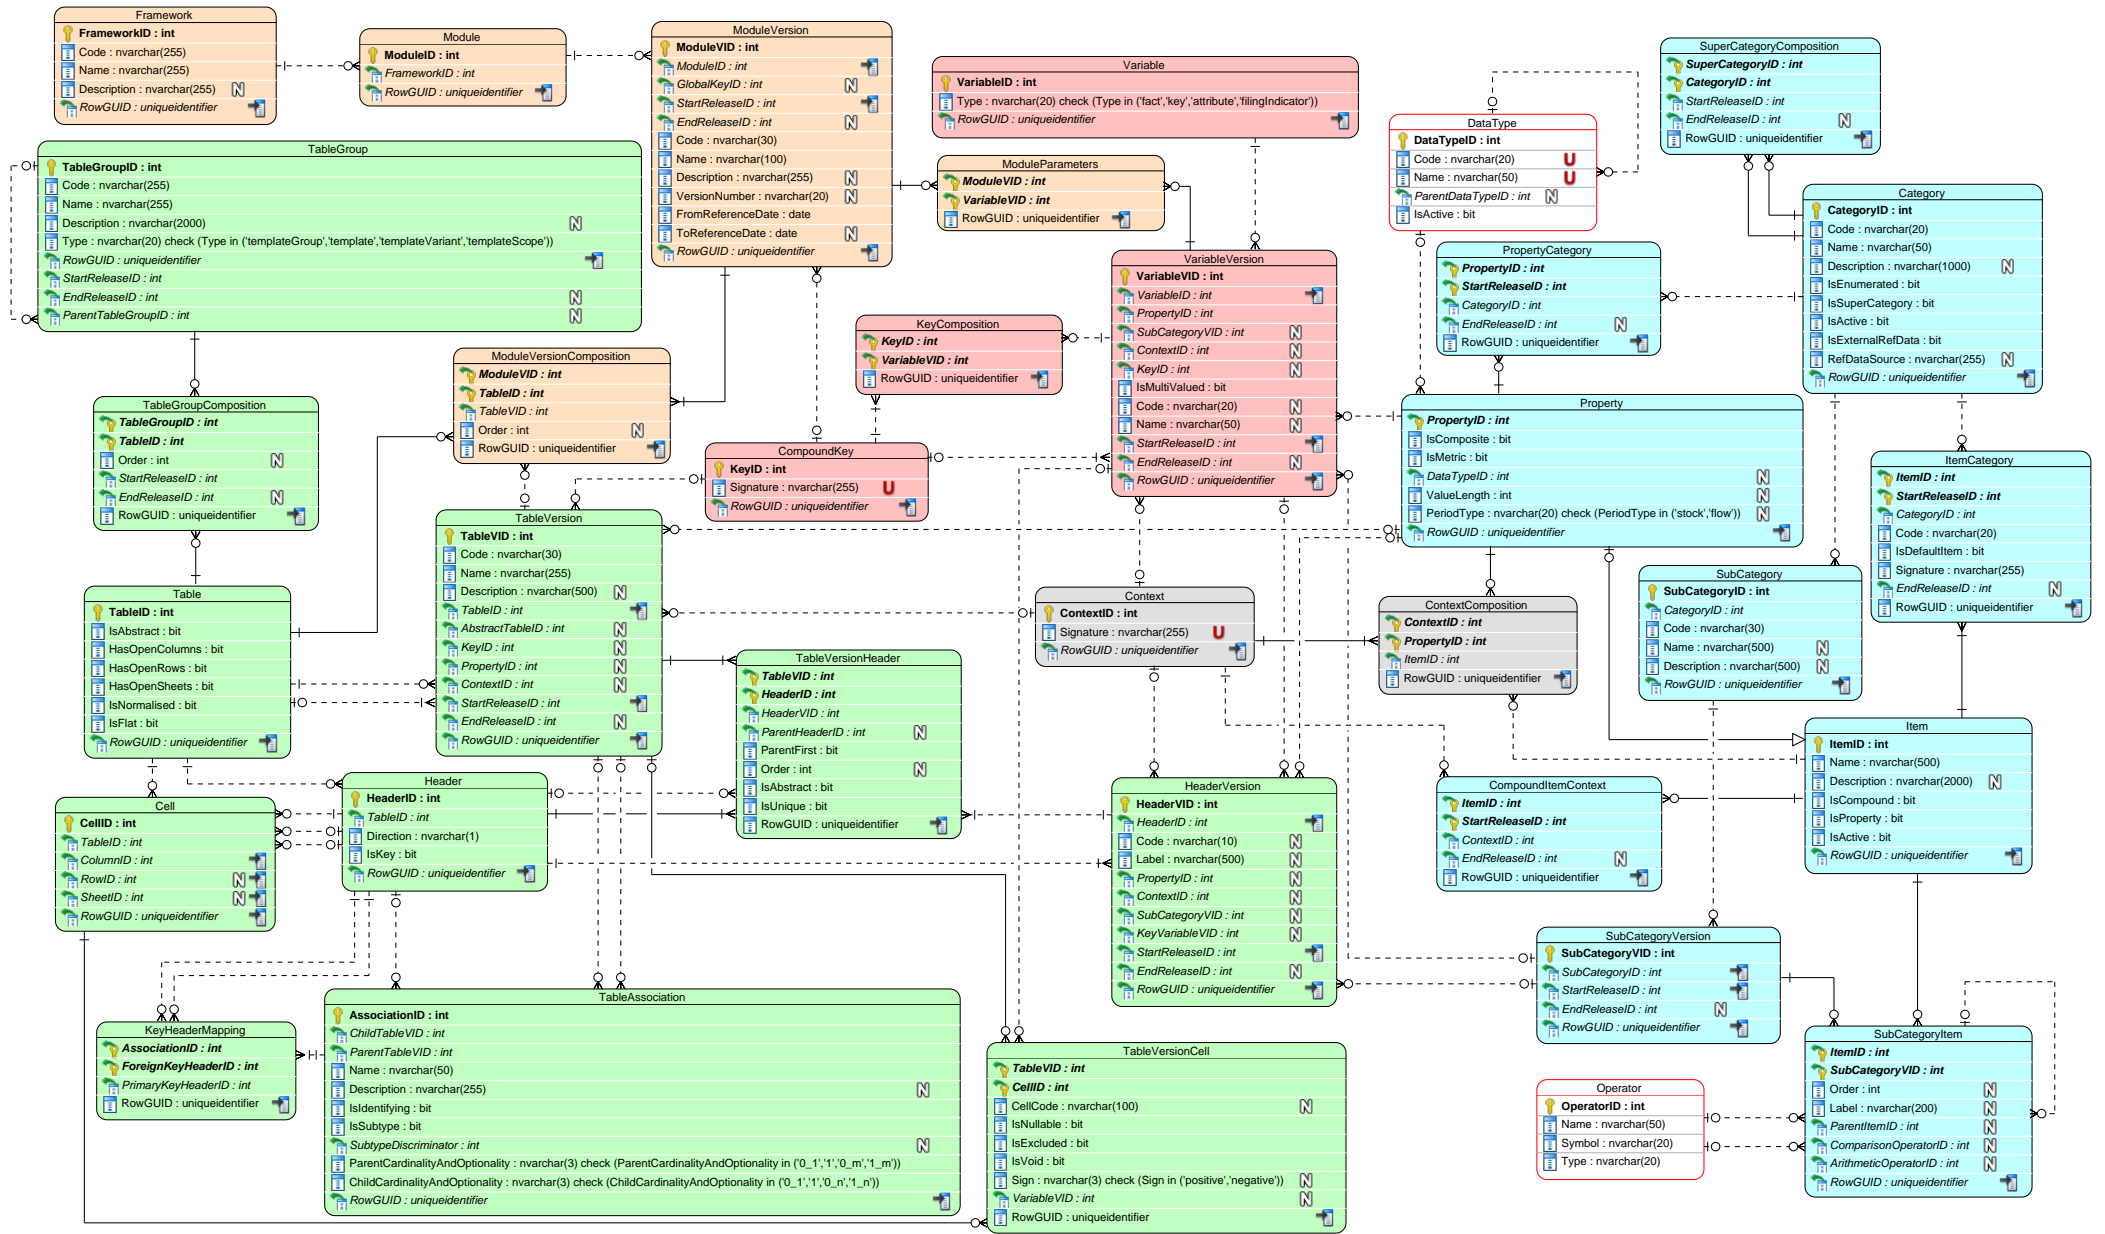 Framework
FrameworkID : int
Code : nvarchar(255)
Name : nvarchar(255)
Description : nvarchar(255) N
RowGUID : uniqueidentifier
Module
ModuleID : int
FrameworkID : int
RowGUID : uniqueidentifier
ModuleVersion
ModuleVID : int
ModuleID : int
GlobalKeyID : int N
StartReleaseID : int
EndReleaseID : int N
Code : nvarchar(30)
Name : nvarchar(100)
Description : nvarchar(255) N
VersionNumber : nvarchar(20) N
FromReferenceDate : date
ToReferenceDate : date N
RowGUID : uniqueidentifier
Variable
VariableID : int
Type : nvarchar(20) check (Type in ('fact','key','attribute','filingIndicator'))
RowGUID : uniqueidentifier
DataType
DataTypeID : int
Code : nvarchar(20) U
Name : nvarchar(50) U
ParentDataTypeID : int N
IsActive : bit
SuperCategoryComposition
SuperCategoryID : int
CategoryID : int
StartReleaseID : int
EndReleaseID : int N
RowGUID : uniqueidentifier
TableGroup
TableGroupID : int
Code : nvarchar(255)
Name : nvarchar(255)
Description : nvarchar(2000) N
Type : nvarchar(20) check (Type in ('templateGroup','template','templateVariant','templateScope'))
RowGUID : uniqueidentifier
StartReleaseID : int
EndReleaseID : int N
ParentTableGroupID : int N
ModuleParameters
ModuleVID : int
VariableVID : int
RowGUID : uniqueidentifier
Category
CategoryID : int
Code : nvarchar(20)
Name : nvarchar(50)
Description : nvarchar(1000) N
IsEnumerated : bit
IsSuperCategory : bit
IsActive : bit
IsExternalRefData : bit
RefDataSource : nvarchar(255) N
RowGUID : uniqueidentifier
PropertyCategory
PropertyID : int
StartReleaseID : int
CategoryID : int
EndReleaseID : int N
RowGUID : uniqueidentifier
VariableVersion
VariableVID : int
VariableID : int
PropertyID : int
SubCategoryVID : int N
ContextID : int N
KeyID : int N
IsMultiValued : bit
Code : nvarchar(20) N
Name : nvarchar(50) N
StartReleaseID : int
EndReleaseID : int N
RowGUID : uniqueidentifier
KeyComposition
KeyID : int
VariableVID : int
RowGUID : uniqueidentifier
ModuleVersionComposition
ModuleVID : int
TableID : int
TableVID : int
Order : int N
RowGUID : uniqueidentifier
TableGroupComposition
TableGroupID : int
TableID : int
Order : int N
StartReleaseID : int
EndReleaseID : int N
RowGUID : uniqueidentifier
CompoundKey
KeyID : int
Signature : nvarchar(255) U
RowGUID : uniqueidentifier
Property
PropertyID : int
IsComposite : bit
IsMetric : bit
DataTypeID : int N
ValueLength : int N
PeriodType : nvarchar(20) check (PeriodType in ('stock','flow')) N
RowGUID : uniqueidentifier
ItemCategory
ItemID : int
StartReleaseID : int
CategoryID : int
Code : nvarchar(20)
IsDefaultItem : bit
Signature : nvarchar(255)
EndReleaseID : int N
RowGUID : uniqueidentifier
TableVersion
TableVID : int
Code : nvarchar(30)
Name : nvarchar(255)
Description : nvarchar(500) N
TableID : int
AbstractTableID : int N
KeyID : int N
PropertyID : int N
ContextID : int N
StartReleaseID : int
EndReleaseID : int N
RowGUID : uniqueidentifier
Table
TableID : int
IsAbstract : bit
HasOpenColumns : bit
HasOpenRows : bit
HasOpenSheets : bit
IsNormalised : bit
IsFlat : bit
RowGUID : uniqueidentifier
Context
ContextID : int
Signature : nvarchar(255) U
RowGUID : uniqueidentifier
ContextComposition
ContextID : int
PropertyID : int
ItemID : int
RowGUID : uniqueidentifier
SubCategory
SubCategoryID : int
CategoryID : int
Code : nvarchar(30)
Name : nvarchar(500) N
Description : nvarchar(500) N
RowGUID : uniqueidentifier
TableVersionHeader
TableVID : int
HeaderID : int
HeaderVID : int
ParentHeaderID : int N
ParentFirst : bit
Order : int N
IsAbstract : bit
IsUnique : bit
RowGUID : uniqueidentifier
Item
ItemID : int
Name : nvarchar(500)
Description : nvarchar(2000) N
IsCompound : bit
IsProperty : bit
IsActive : bit
RowGUID : uniqueidentifier
Header
HeaderID : int
TableID : int
Direction : nvarchar(1)
IsKey : bit
RowGUID : uniqueidentifier
Cell
CellID : int
TableID : int
ColumnID : int
RowID : int N
SheetID : int N
RowGUID : uniqueidentifier
HeaderVersion
HeaderVID : int
HeaderID : int
Code : nvarchar(10) N
Label : nvarchar(500) N
PropertyID : int N
ContextID : int N
SubCategoryVID : int N
KeyVariableVID : int N
StartReleaseID : int
EndReleaseID : int N
RowGUID : uniqueidentifier
CompoundItemContext
ItemID : int
StartReleaseID : int
ContextID : int
EndReleaseID : int N
RowGUID : uniqueidentifier
SubCategoryVersion
SubCategoryVID : int
SubCategoryID : int
StartReleaseID : int
EndReleaseID : int N
RowGUID : uniqueidentifier
TableAssociation
AssociationID : int
ChildTableVID : int
ParentTableVID : int
Name : nvarchar(50)
Description : nvarchar(255) N
IsIdentifying : bit
IsSubtype : bit
SubtypeDiscriminator : int N
ParentCardinalityAndOptionality : nvarchar(3) check (ParentCardinalityAndOptionality in ('0_1','1','0_m','1_m'))
ChildCardinalityAndOptionality : nvarchar(3) check (ChildCardinalityAndOptionality in ('0_1','1','0_n','1_n'))
RowGUID : uniqueidentifier
KeyHeaderMapping
AssociationID : int
ForeignKeyHeaderID : int
PrimaryKeyHeaderID : int
RowGUID : uniqueidentifier
TableVersionCell
TableVID : int
CellID : int
CellCode : nvarchar(100) N
IsNullable : bit
IsExcluded : bit
IsVoid : bit
Sign : nvarchar(3) check (Sign in ('positive','negative')) N
VariableVID : int N
RowGUID : uniqueidentifier
SubCategoryItem
ItemID : int
SubCategoryVID : int
Order : int N
Label : nvarchar(200) N
ParentItemID : int N
ComparisonOperatorID : int N
ArithmeticOperatorID : int N
RowGUID : uniqueidentifier
Operator
OperatorID : int
Name : nvarchar(50)
Symbol : nvarchar(20)
Type : nvarchar(20)